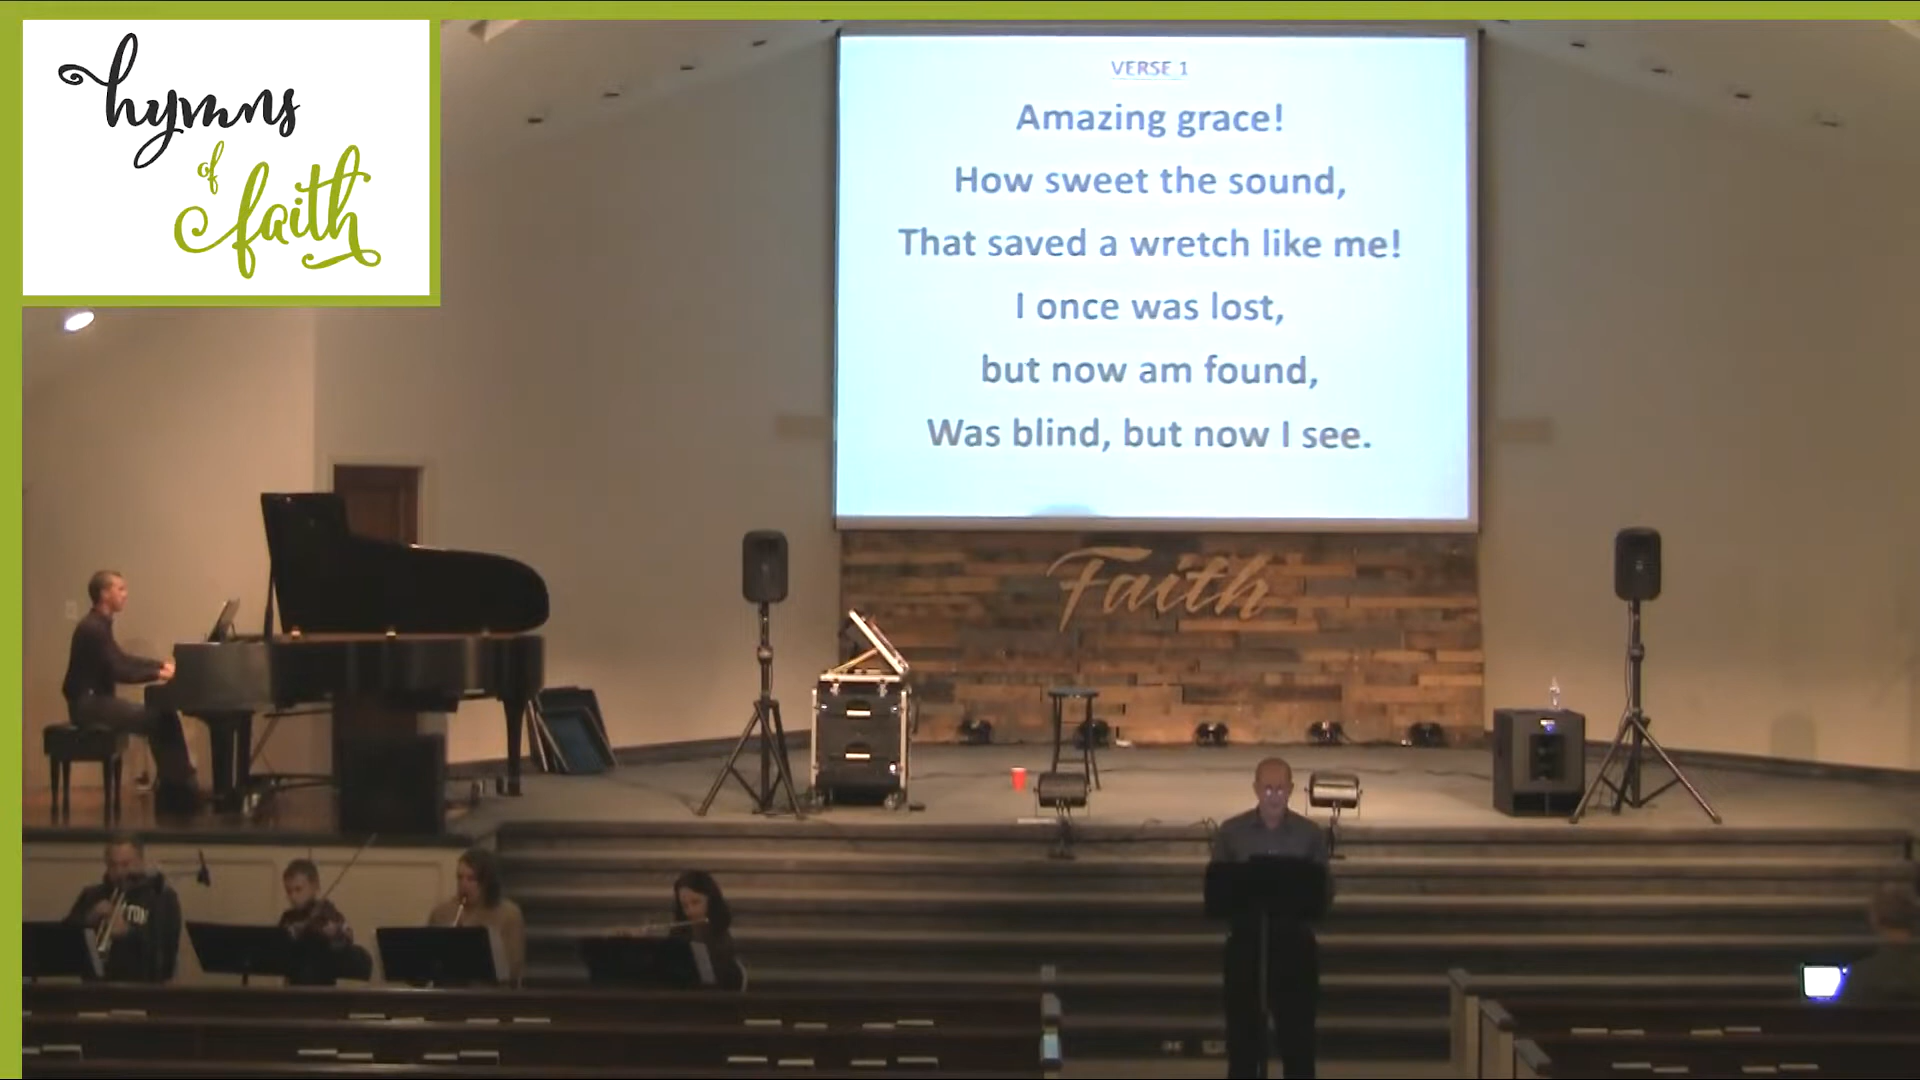 hymns
of
faith
VERSE 1
Amazing grace!
How sweet the sound,
That saved a wretch like me!
I once was lost,
but now am found,
Was blind, but now I see.
Faith